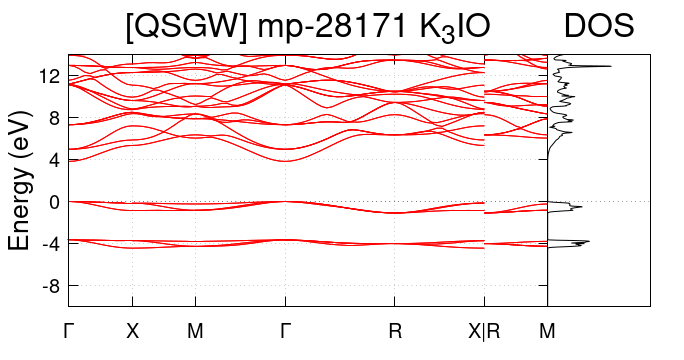 [QSGW] mp-28171 K₃IO DOS
Energy (eV)
12
8
4
0
-4
-8
Γ X M Γ R X|R M